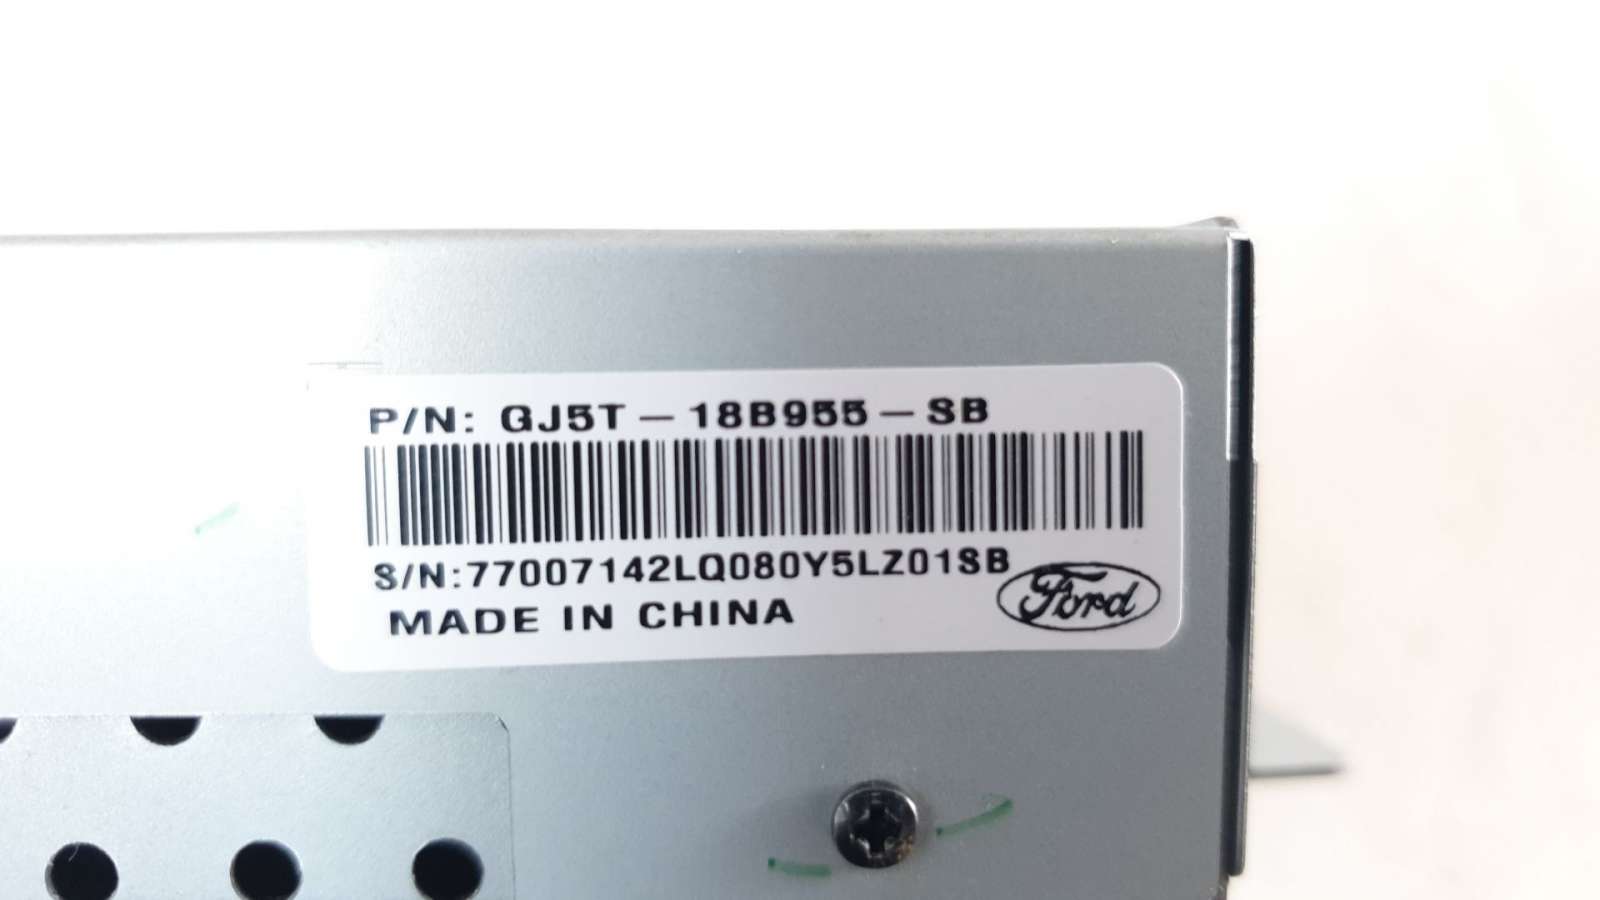 P/N: GJ5T-18B955-SB
S/N:77007142LQ080Y5LZ01SB
MADE IN CHINA
Ford